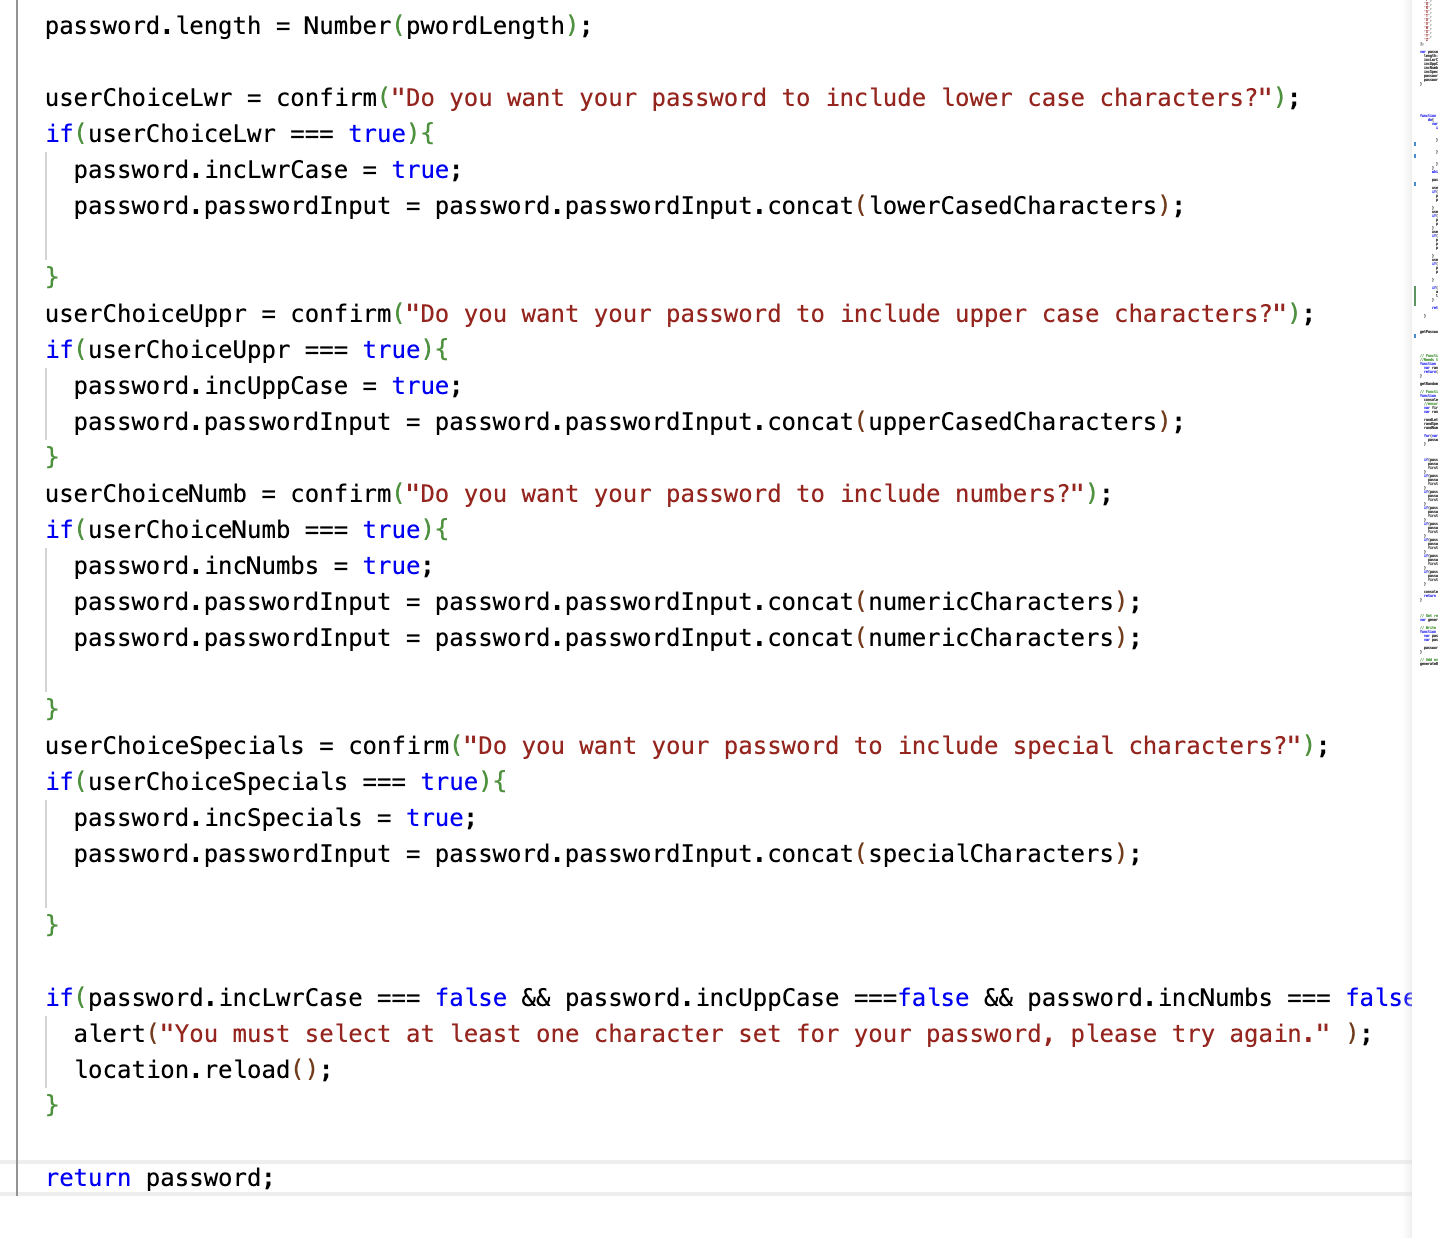 password.length = Number(pwordLength);
userChoiceLwr = confirm("Do you want your password to include lower case characters?");
if(userChoiceLwr === true){
password.incLwrCase = true;
password.passwordInput = password.passwordInput.concat(lowerCasedCharacters);
}
userChoiceUppr = confirm("Do you want your password to include upper case characters?");
if(userChoiceUppr === true){
password.incUppCase = true;
password.passwordInput = password.passwordInput.concat(upperCasedCharacters);
}
userChoiceNumb = confirm("Do you want your password to include numbers?");
if(userChoiceNumb === true){
password.incNumbs = true;
password.passwordInput = password.passwordInput.concat(numericCharacters);
password.passwordInput = password.passwordInput.concat(numericCharacters);
}
userChoiceSpecials = confirm("Do you want your password to include special characters?");
if(userChoiceSpecials === true){
password.incSpecials = true;
password.passwordInput = password.passwordInput.concat(specialCharacters);
}
if(password.incLwrCase === false && password.incUppCase ===false && password.incNumbs === false
alert("You must select at least one character set for your password, please try again." );
location.reload();
}
return password;